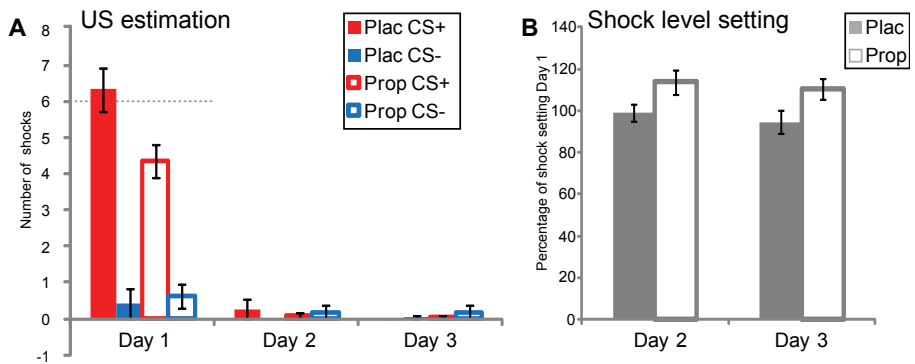 A
US estimation
Number of shocks
8
7
6
5
4
3
2
1
0
-1
Plac CS+
Plac CS-
Prop CS+
Prop CS-
Day 1
Day 2
Day 3
B
Shock level setting
Percentage of shock setting Day 1
140
120
100
80
60
40
20
0
Plac
Prop
Day 2
Day 3